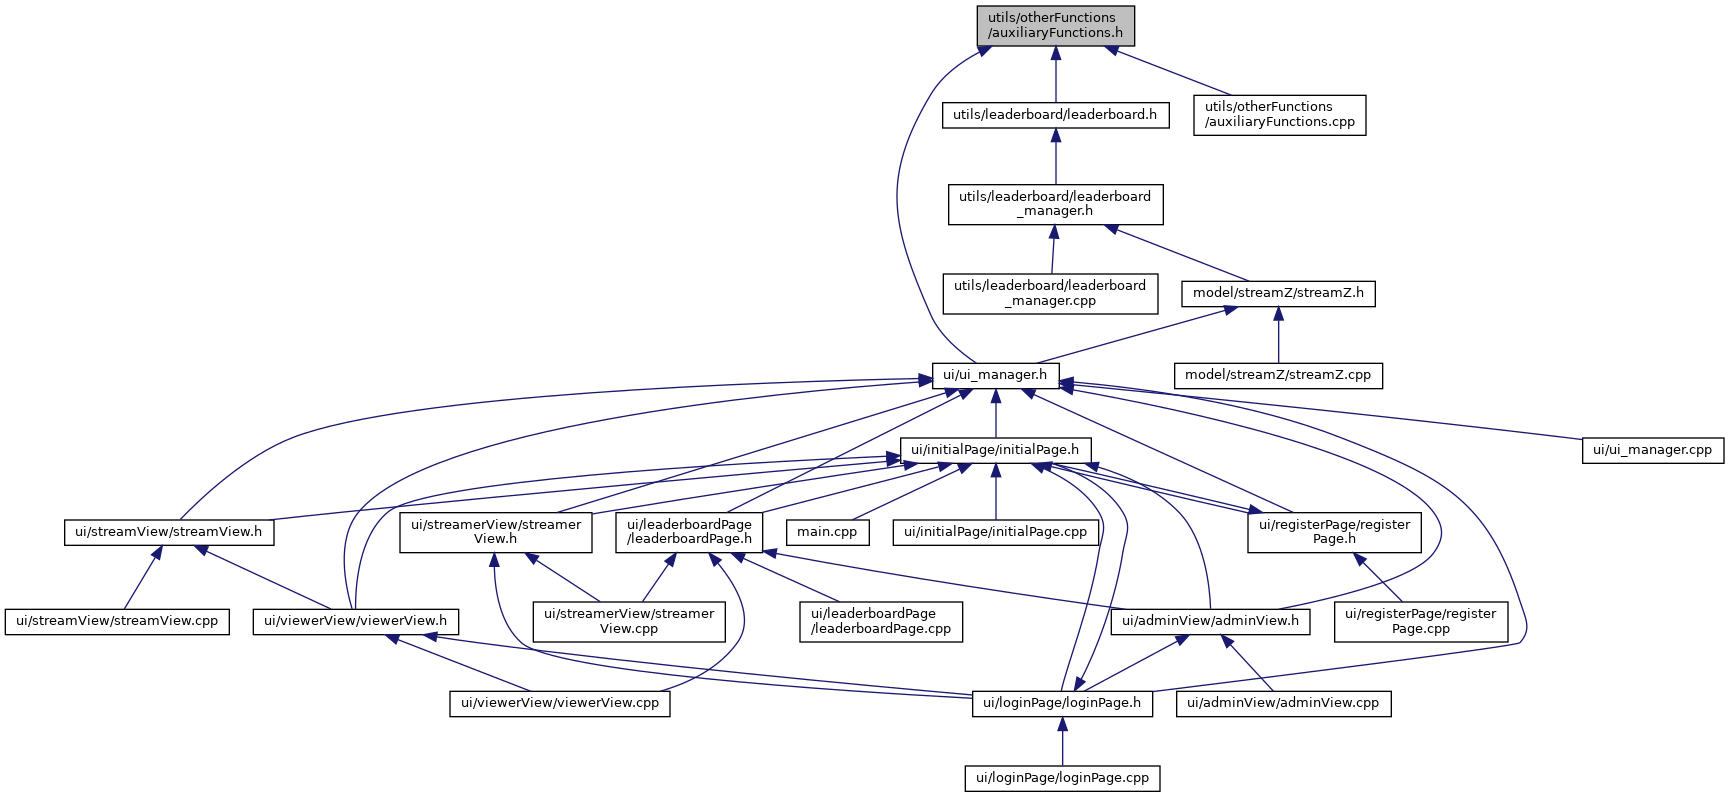 utils/otherFunctions
/auxiliaryFunctions.h
utils/leaderboard/leaderboard.h
utils/otherFunctions
/auxiliaryFunctions.cpp
utils/leaderboard/leaderboard
_manager.h
utils/leaderboard/leaderboard
_manager.cpp
model/streamZ/streamZ.h
ui/ui_manager.h
model/streamZ/streamZ.cpp
ui/initialPage/initialPage.h
ui/ui_manager.cpp
ui/streamView/streamView.h
ui/streamerView/streamer
View.h
ui/leaderboardPage
/leaderboardPage.h
main.cpp
ui/initialPage/initialPage.cpp
ui/registerPage/register
Page.h
ui/streamView/streamView.cpp
ui/viewerView/viewerView.h
ui/streamerView/streamer
View.cpp
ui/leaderboardPage
/leaderboardPage.cpp
ui/adminView/adminView.h
ui/registerPage/register
Page.cpp
ui/viewerView/viewerView.cpp
ui/loginPage/loginPage.h
ui/adminView/adminView.cpp
ui/loginPage/loginPage.cpp